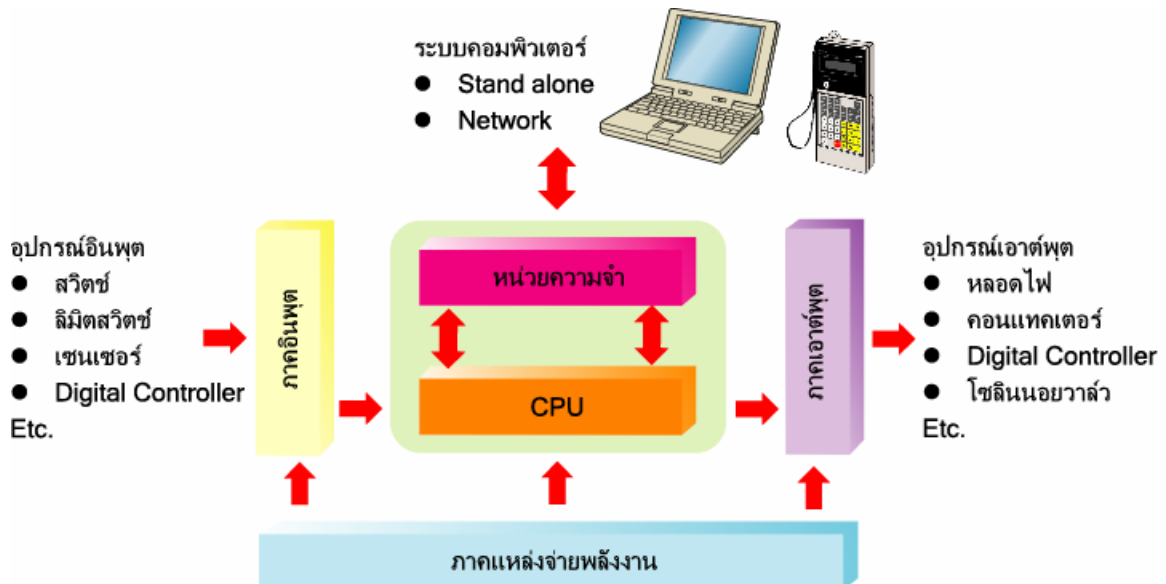 ระบบคอมพิวเตอร์
● Stand alone
● Network
อุปกรณ์อินพุต
● สวิตช์
● ลิมิตสวิตช์
● เซนเซอร์
● Digital Controller
Etc.
ภาคอินพุต
หน่วยความจำ
CPU
ภาคเอาต์พุต
อุปกรณ์เอาต์พุต
● หลอดไฟ
● คอนแทคเตอร์
● Digital Controller
● โซลินนอยวาล์ว
Etc.
ภาคแหล่งจ่ายพลังงาน